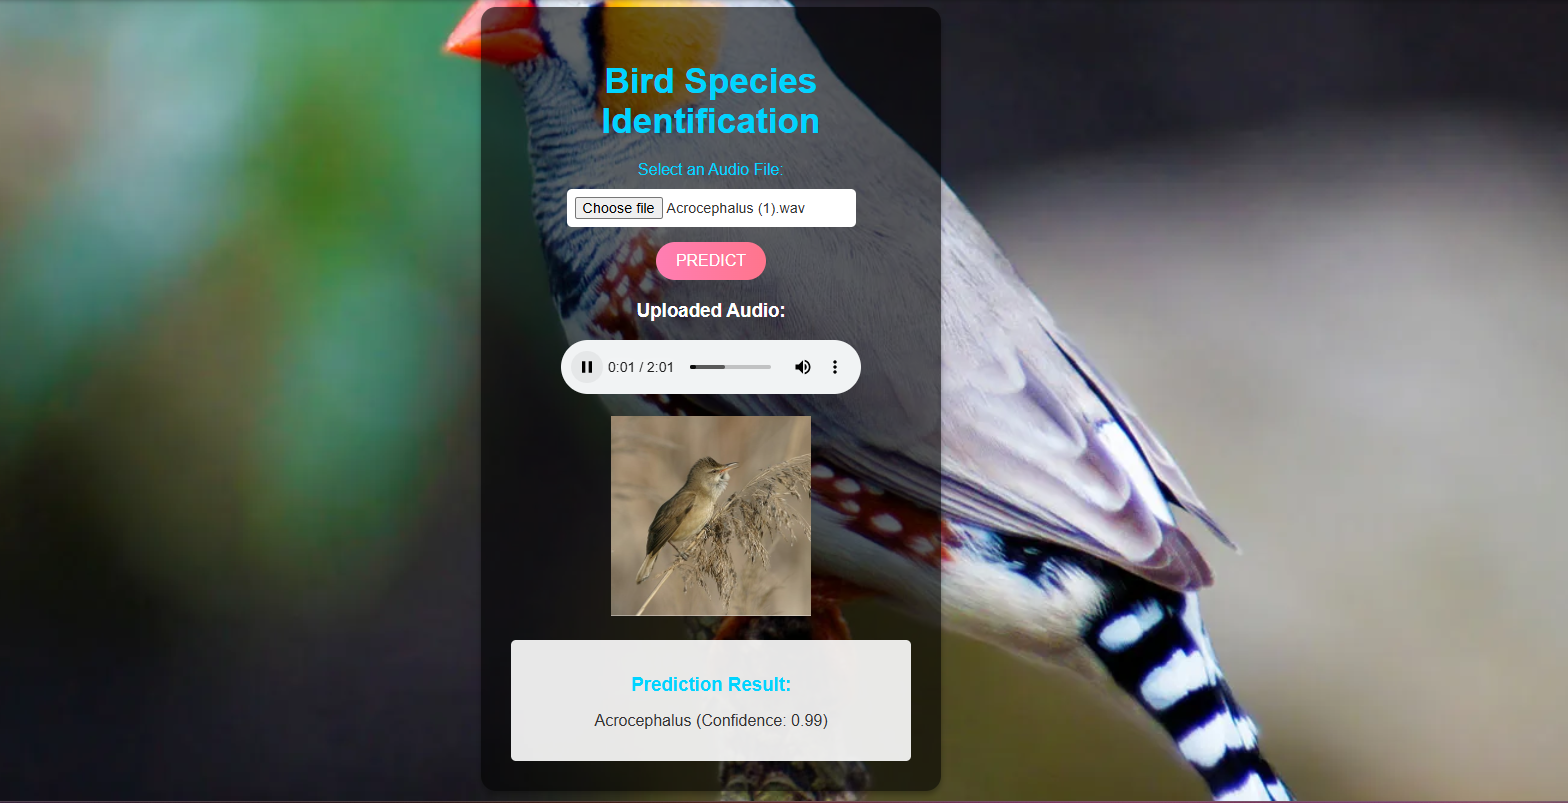 Bird Species
Identification
Select an Audio File:
Choose file Acrocephalus (1).wav
PREDICT
Uploaded Audio:
0:01 / 2:01
Prediction Result:
Acrocephalus (Confidence: 0.99)